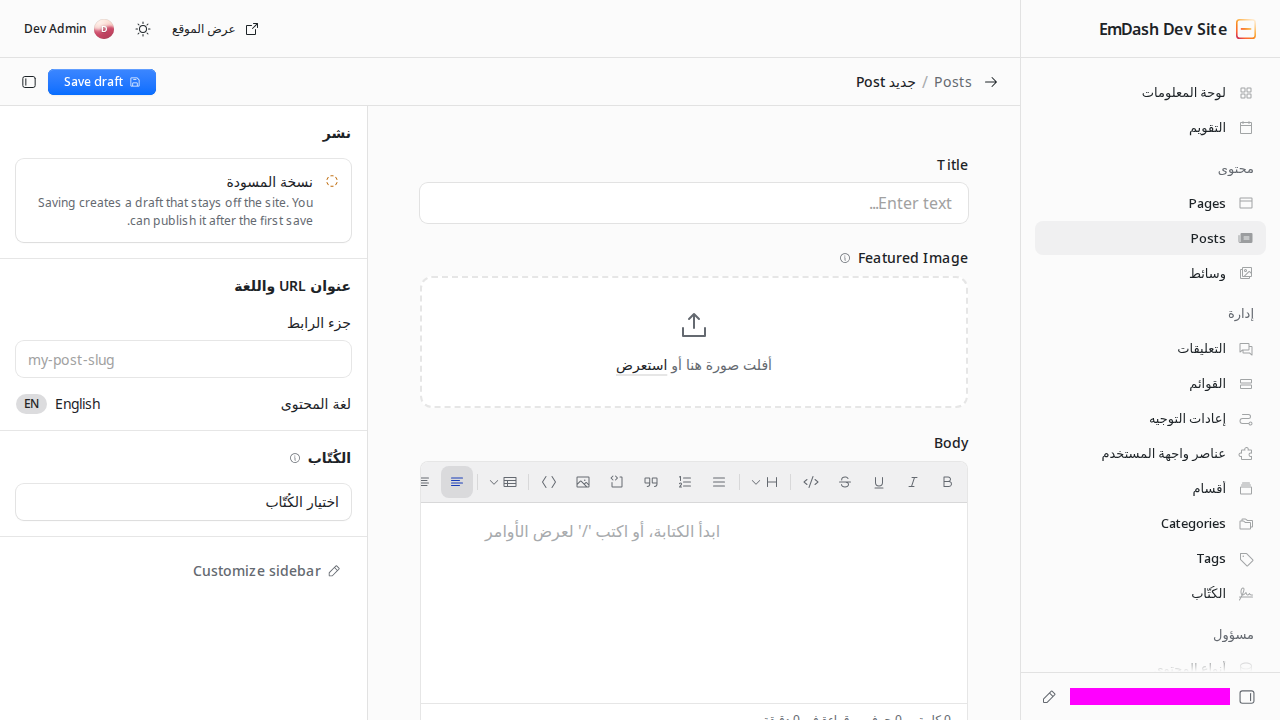 EmDash Dev Site
عرض الموقع
Dev Admin
D
لوحة المعلومات
التقويم
محتوى
Pages
Posts
وسائط
إدارة
التعليقات
القوائم
إعادات التوجيه
عناصر واجهة المستخدم
أقسام
Categories
Tags
الكُتّاب
مسؤول
أنواع المحتوى
Posts / جديد Post
Save draft
Title
Enter text...
Featured Image
أفلت صورة هنا أو استعرض
Body
ابدأ الكتابة، أو اكتب '/' لعرض الأوامر
نشر
نسخة المسودة
Saving creates a draft that stays off the site. You
can publish it after the first save.
عنوان URL واللغة
جزء الرابط
my-post-slug
لغة المحتوى
English EN
الكُتّاب
اختيار الكُتّاب
Customize sidebar